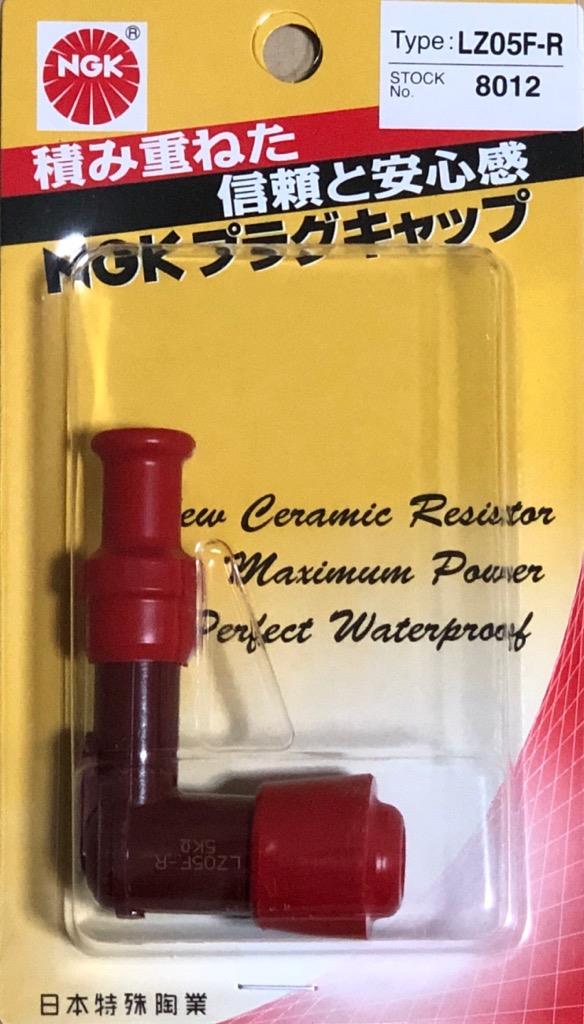 NGK®
Type: LZ05F-R
STOCK No. 8012
積み重ねた
信頼と安心感
NGKプラグキャップ
ew Ceramic Resistor
Maximum Power
Perfect Waterproof
LZ05F-R
5KΩ
日本特殊陶業